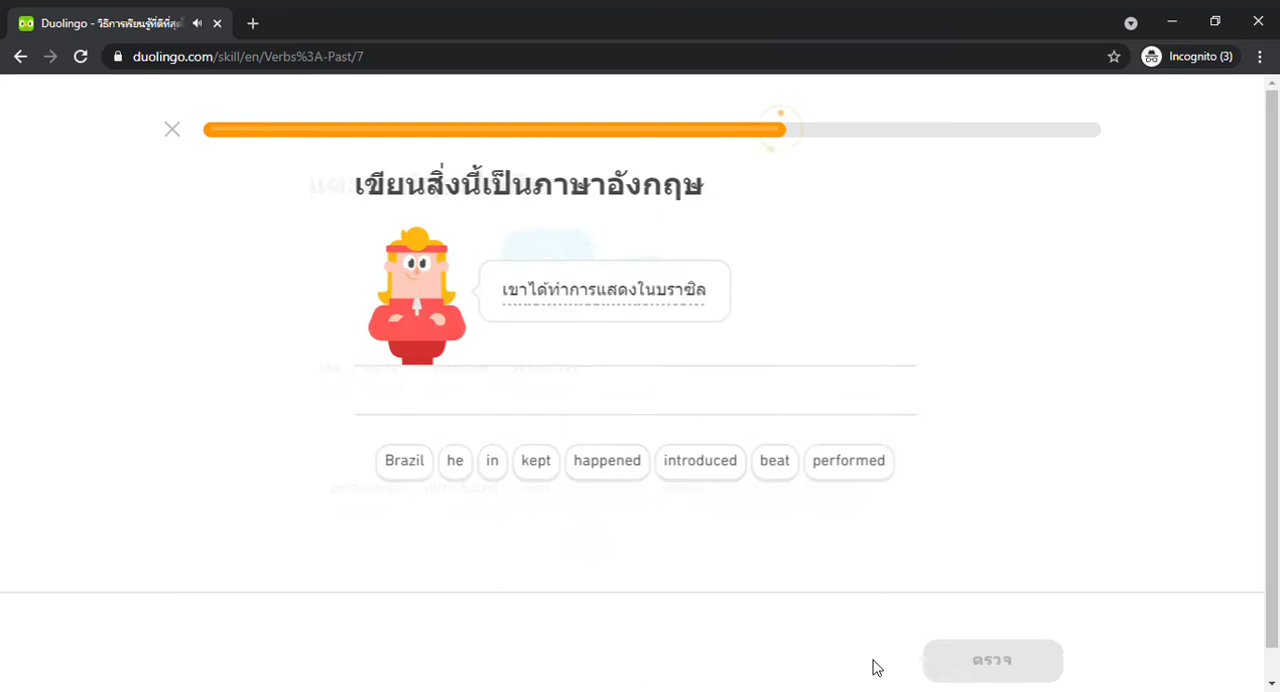 Duolingo - วิธีการเรียนรู้ที่ดีที่สุด
duolingo.com/skill/en/Verbs%3A-Past/7
Incognito (3)
เขียนสิ่งนี้เป็นภาษาอังกฤษ
เขาได้ทำการแสดงในบราซิล
Brazil he in kept happened introduced beat performed
ตรวจ